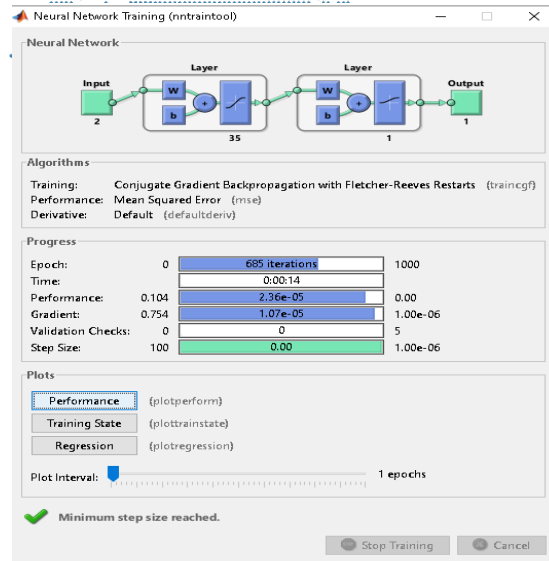 Neural Network Training (nntraintool)
Neural Network
Layer Layer
Input Output
W W
+ +
b b
2 1
35 1
Algorithms
Training: Conjugate Gradient Backpropagation with Fletcher-Reeves Restarts (traincgf)
Performance: Mean Squared Error (mse)
Derivative: Default (defaultderiv)
Progress
Epoch: 0 685 iterations 1000
Time: 0:00:14
Performance: 0.104 2.36e-05 0.00
Gradient: 0.754 1.07e-05 1.00e-06
Validation Checks: 0 0 5
Step Size: 100 0.00 1.00e-06
Plots
Performance (plotperform)
Training State (plottrainstate)
Regression (plotregression)
Plot Interval: 1 epochs
Minimum step size reached.
Stop Training Cancel